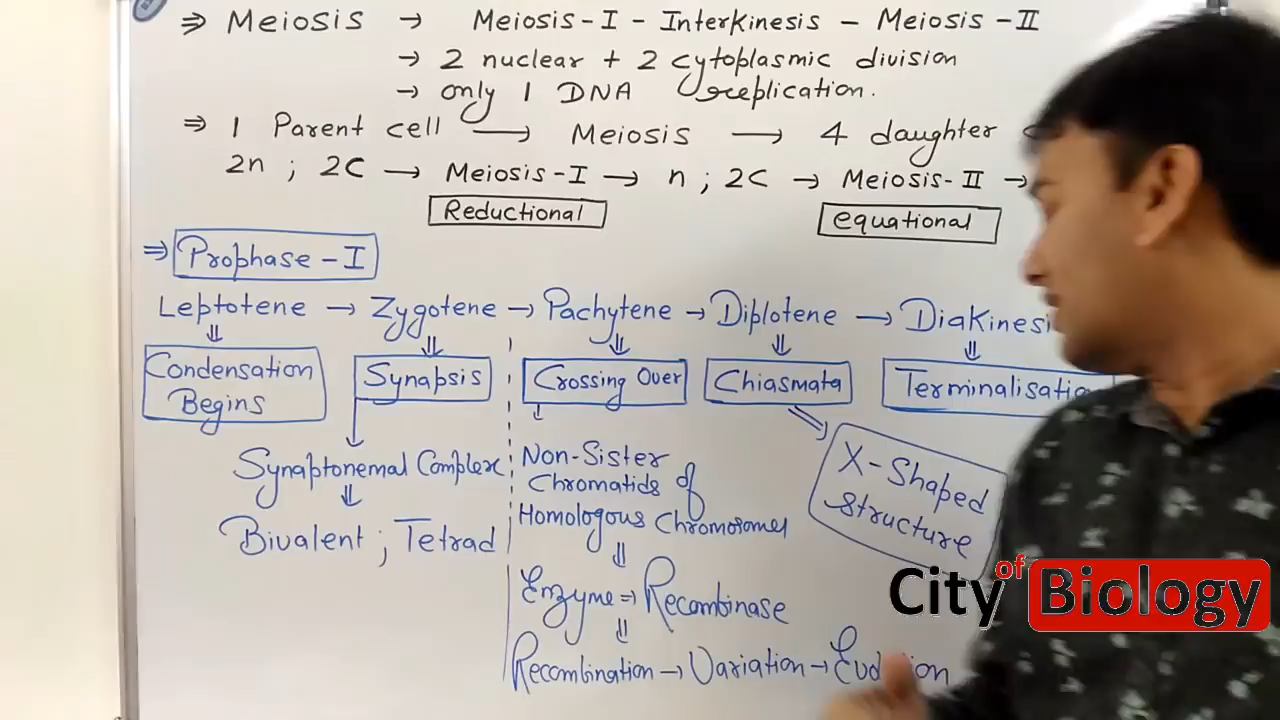 ⇒ Meiosis → Meiosis-I - Interkinesis - Meiosis-II
→ 2 nuclear + 2 cytoplasmic division
→ only 1 DNA replication.
⇒ 1 Parent cell → Meiosis → 4 daughter
2n ; 2C → Meiosis-I → n ; 2C → Meiosis-II →
Reductional equational
⇒ Prophase-I
Leptotene → Zygotene → Pachytene → Diplotene → Diakinesi
⇓ ⇓ ⇓ ⇓ ⇓
Condensation Begins
Synapsis
Crossing Over
Chiasmata
Terminalisatio
Synaptonemal Complex
⇓
Bivalent ; Tetrad
Non-Sister
Chromatids of
Homologous Chromosomes
⇓
Enzyme ⇒ Recombinase
⇓
Recombination → Variation →
X-Shaped
Structure
City of Biology